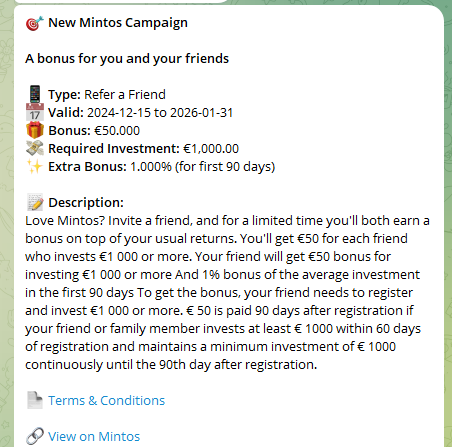 New Mintos Campaign
A bonus for you and your friends
Type: Refer a Friend
17 Valid: 2024-12-15 to 2026-01-31
Bonus: €50.000
Required Investment: €1,000.00
Extra Bonus: 1.000% (for first 90 days)
Description:
Love Mintos? Invite a friend, and for a limited time you'll both earn a
bonus on top of your usual returns. You'll get €50 for each friend
who invests €1 000 or more. Your friend will get €50 bonus for
investing €1 000 or more And 1% bonus of the average investment
in the first 90 days To get the bonus, your friend needs to register
and invest €1 000 or more. € 50 is paid 90 days after registration if
your friend or family member invests at least € 1000 within 60 days
of registration and maintains a minimum investment of € 1000
continuously until the 90th day after registration.
Terms & Conditions
View on Mintos